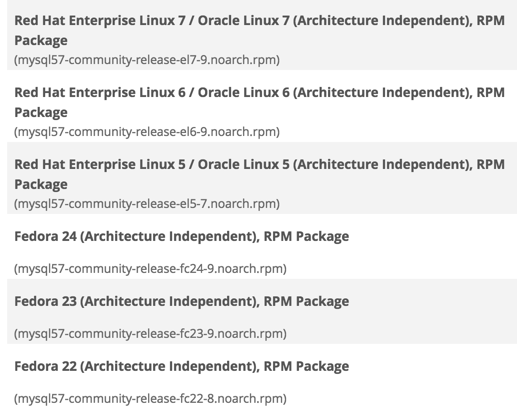 Red Hat Enterprise Linux 7 / Oracle Linux 7 (Architecture Independent), RPM
Package
(mysql57-community-release-el7-9.noarch.rpm)
Red Hat Enterprise Linux 6 / Oracle Linux 6 (Architecture Independent), RPM
Package
(mysql57-community-release-el6-9.noarch.rpm)
Red Hat Enterprise Linux 5 / Oracle Linux 5 (Architecture Independent), RPM
Package
(mysql57-community-release-el5-7.noarch.rpm)
Fedora 24 (Architecture Independent), RPM Package
(mysql57-community-release-fc24-9.noarch.rpm)
Fedora 23 (Architecture Independent), RPM Package
(mysql57-community-release-fc23-9.noarch.rpm)
Fedora 22 (Architecture Independent), RPM Package
(mysql57-community-release-fc22-8.noarch.rpm)